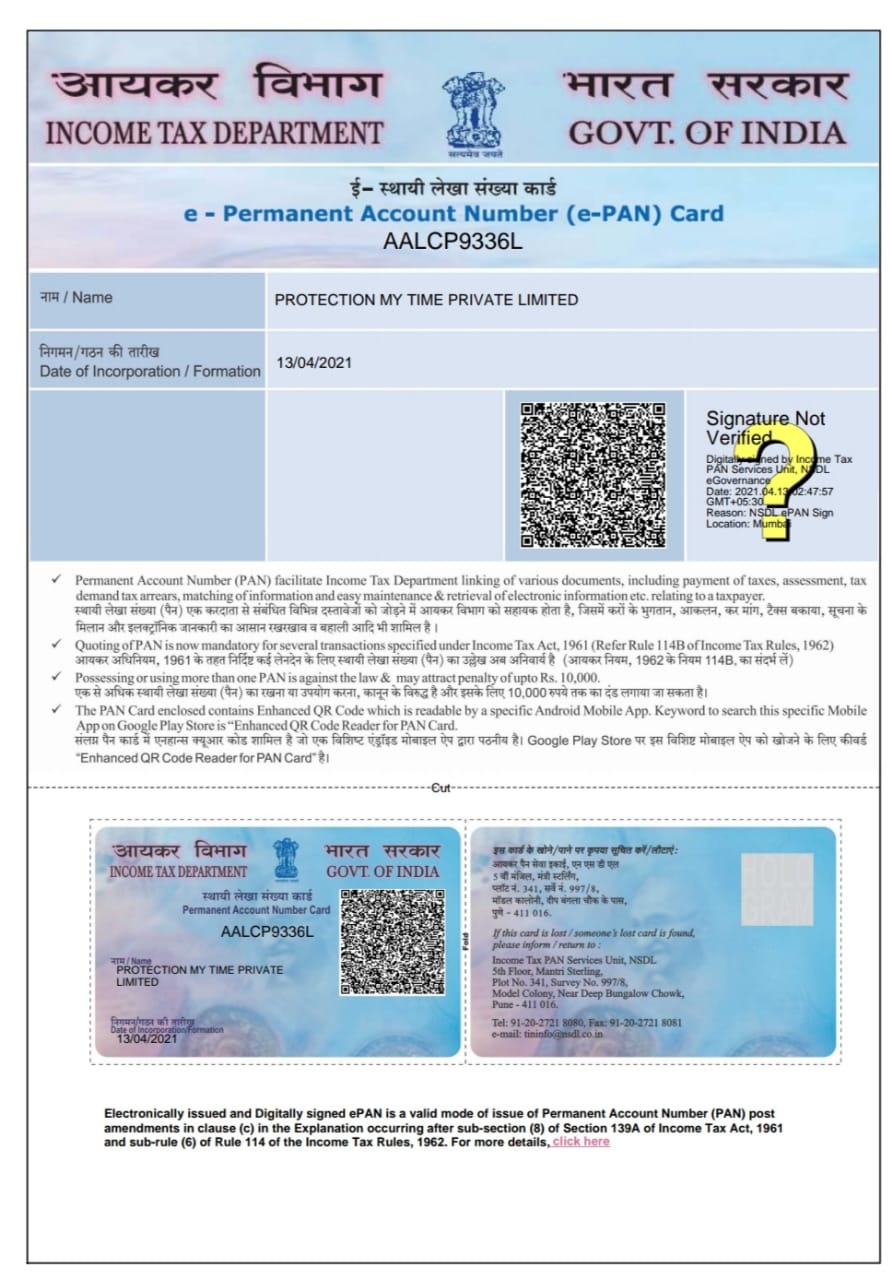 आयकर विभाग
INCOME TAX DEPARTMENT
सत्यमेव जयते
भारत सरकार
GOVT. OF INDIA
ई– स्थायी लेखा संख्या कार्ड
e - Permanent Account Number (e-PAN) Card
AALCP9336L
नाम / Name
PROTECTION MY TIME PRIVATE LIMITED
निगमन/गठन की तारीख
Date of Incorporation / Formation
13/04/2021
Signature Not
Verified
Digitally signed by Income Tax
PAN Services Unit, NSDL
eGovernance
Date: 2021.04.13 02:47:57
GMT+05:30
Reason: NSDL ePAN Sign
Location: Mumbai
✓ Permanent Account Number (PAN) facilitate Income Tax Department linking of various documents, including payment of taxes, assessment, tax
demand tax arrears, matching of information and easy maintenance & retrieval of electronic information etc. relating to a taxpayer.
स्थायी लेखा संख्या (पैन) एक करदाता से संबंधित विभिन्न दस्तावेजों को जोड़ने में आयकर विभाग को सहायक होता है, जिसमें करों के भुगतान, आकलन, कर मांग, टैक्स बकाया, सूचना के
मिलान और इलक्ट्रॉनिक जानकारी का आसान रखरखाव व बहाली आदि भी शामिल है।
✓ Quoting of PAN is now mandatory for several transactions specified under Income Tax Act, 1961 (Refer Rule 114B of Income Tax Rules, 1962)
आयकर अधिनियम, 1961 के तहत निर्दिष्ट कई लेनदेन के लिए स्थायी लेखा संख्या (पैन) का उल्लेख अब अनिवार्य है (आयकर नियम, 1962 के नियम 114B, का संदर्भ लें)
✓ Possessing or using more than one PAN is against the law & may attract penalty of upto Rs. 10,000.
एक से अधिक स्थायी लेखा संख्या (पैन) का रखना या उपयोग करना, कानून के विरुद्ध है और इसके लिए 10,000 रुपये तक का दंड लगाया जा सकता है।
✓ The PAN Card enclosed contains Enhanced QR Code which is readable by a specific Android Mobile App. Keyword to search this specific Mobile
App on Google Play Store is “Enhanced QR Code Reader for PAN Card.
संलग्न पैन कार्ड में एनहान्स क्यूआर कोड शामिल है जो एक विशिष्ट एंड्रॉइड मोबाइल ऐप द्वारा पठनीय है। Google Play Store पर इस विशिष्ट मोबाइल ऐप को खोजने के लिए कीवर्ड
“Enhanced QR Code Reader for PAN Card” है।
Cut
आयकर विभाग
INCOME TAX DEPARTMENT
भारत सरकार
GOVT. OF INDIA
स्थायी लेखा संख्या कार्ड
Permanent Account Number Card
AALCP9336L
नाम / Name
PROTECTION MY TIME PRIVATE
LIMITED
निगमन/गठन की तारीख
Date of Incorporation/Formation
13/04/2021
Fold
इस कार्ड के खोने/पाने पर कृपया सूचित करें/लौटाएं:
आयकर पैन सेवा इकाई, एन एस डी एल
5 वीं मंजिल, मंत्री स्टर्लिंग,
प्लॉट नं. 341, सर्वे नं. 997/8,
मॉडल कालोनी, दीप बंगला चौक के पास,
पुणे - 411 016.
If this card is lost / someone's lost card is found,
please inform / return to :
Income Tax PAN Services Unit, NSDL
5th Floor, Mantri Sterling,
Plot No. 341, Survey No. 997/8,
Model Colony, Near Deep Bungalow Chowk,
Pune - 411 016.
Tel: 91-20-2721 8080, Fax: 91-20-2721 8081
e-mail: tininfo@nsdl.co.in
Electronically issued and Digitally signed ePAN is a valid mode of issue of Permanent Account Number (PAN) post
amendments in clause (c) in the Explanation occurring after sub-section (8) of Section 139A of Income Tax Act, 1961
and sub-rule (6) of Rule 114 of the Income Tax Rules, 1962. For more details, click here